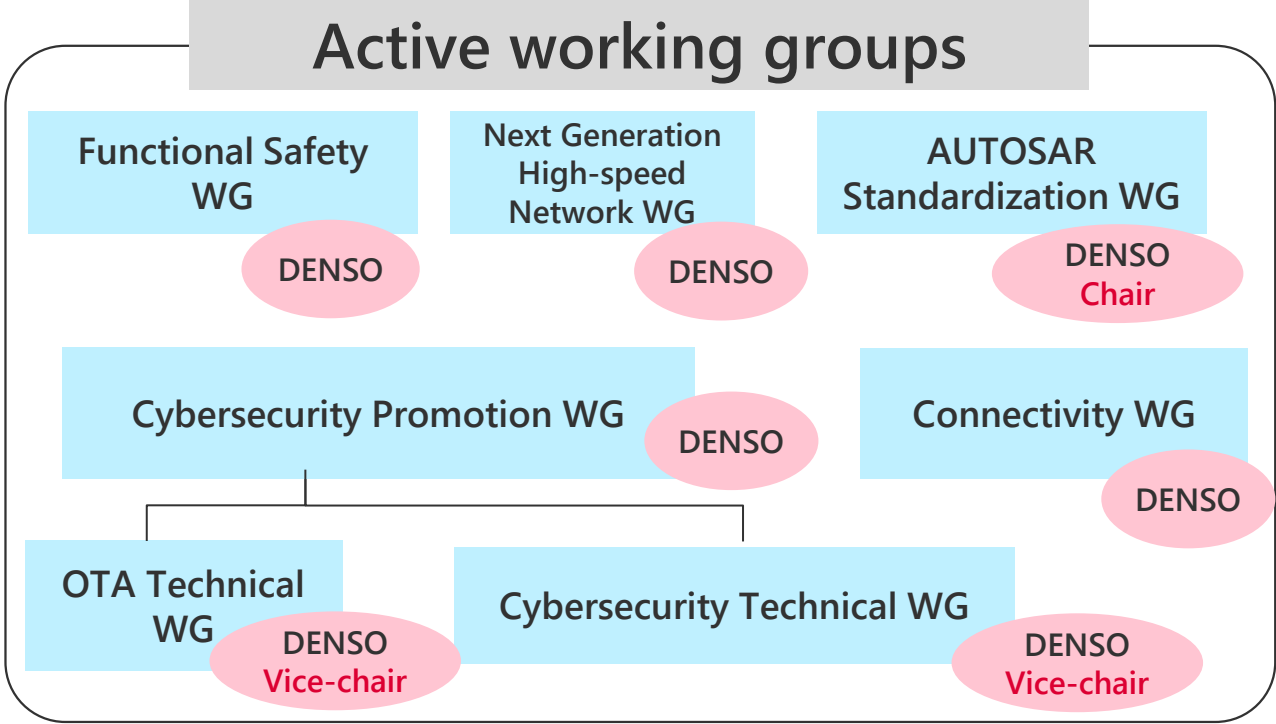 Active working groups
Functional Safety
WG
DENSO
Next Generation
High-speed
Network WG
DENSO
AUTOSAR
Standardization WG
DENSO
Chair
Cybersecurity Promotion WG
DENSO
Connectivity WG
DENSO
OTA Technical
WG
DENSO
Vice-chair
Cybersecurity Technical WG
DENSO
Vice-chair